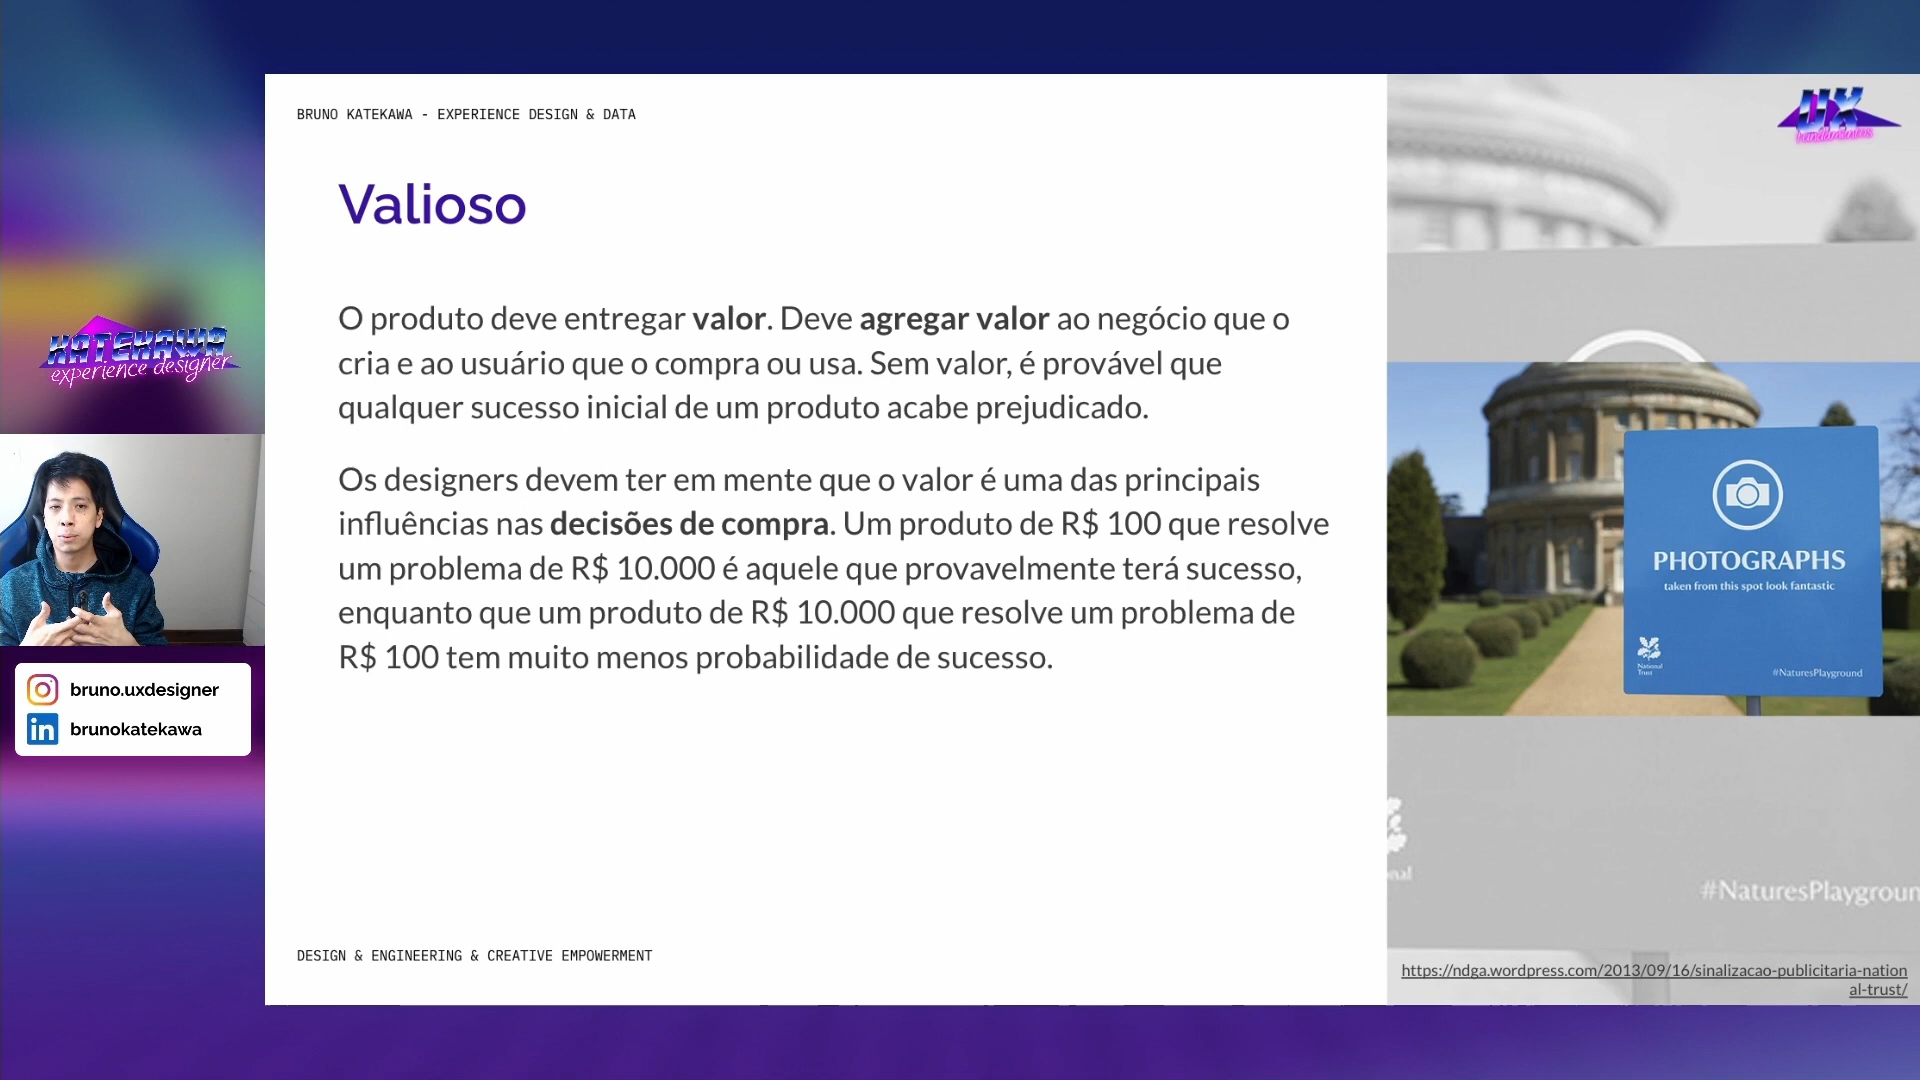 BRUNO KATEKAWA - EXPERIENCE DESIGN & DATA
UX
Valioso
O produto deve entregar valor. Deve agregar valor ao negócio que o
cria e ao usuário que o compra ou usa. Sem valor, é provável que
qualquer sucesso inicial de um produto acabe prejudicado.
Os designers devem ter em mente que o valor é uma das principais
influências nas decisões de compra. Um produto de R$ 100 que resolve
um problema de R$ 10.000 é aquele que provavelmente terá sucesso,
enquanto que um produto de R$ 10.000 que resolve um problema de
R$ 100 tem muito menos probabilidade de sucesso.
KATEKAWA
experience designer
bruno.uxdesigner
brunokatekawa
PHOTOGRAPHS
taken from this spot look fantastic
National
Trust
#NaturesPlayground
#NaturesPlaygroun
DESIGN & ENGINEERING & CREATIVE EMPOWERMENT
https://ndga.wordpress.com/2013/09/16/sinalizacao-publicitaria-nation
al-trust/